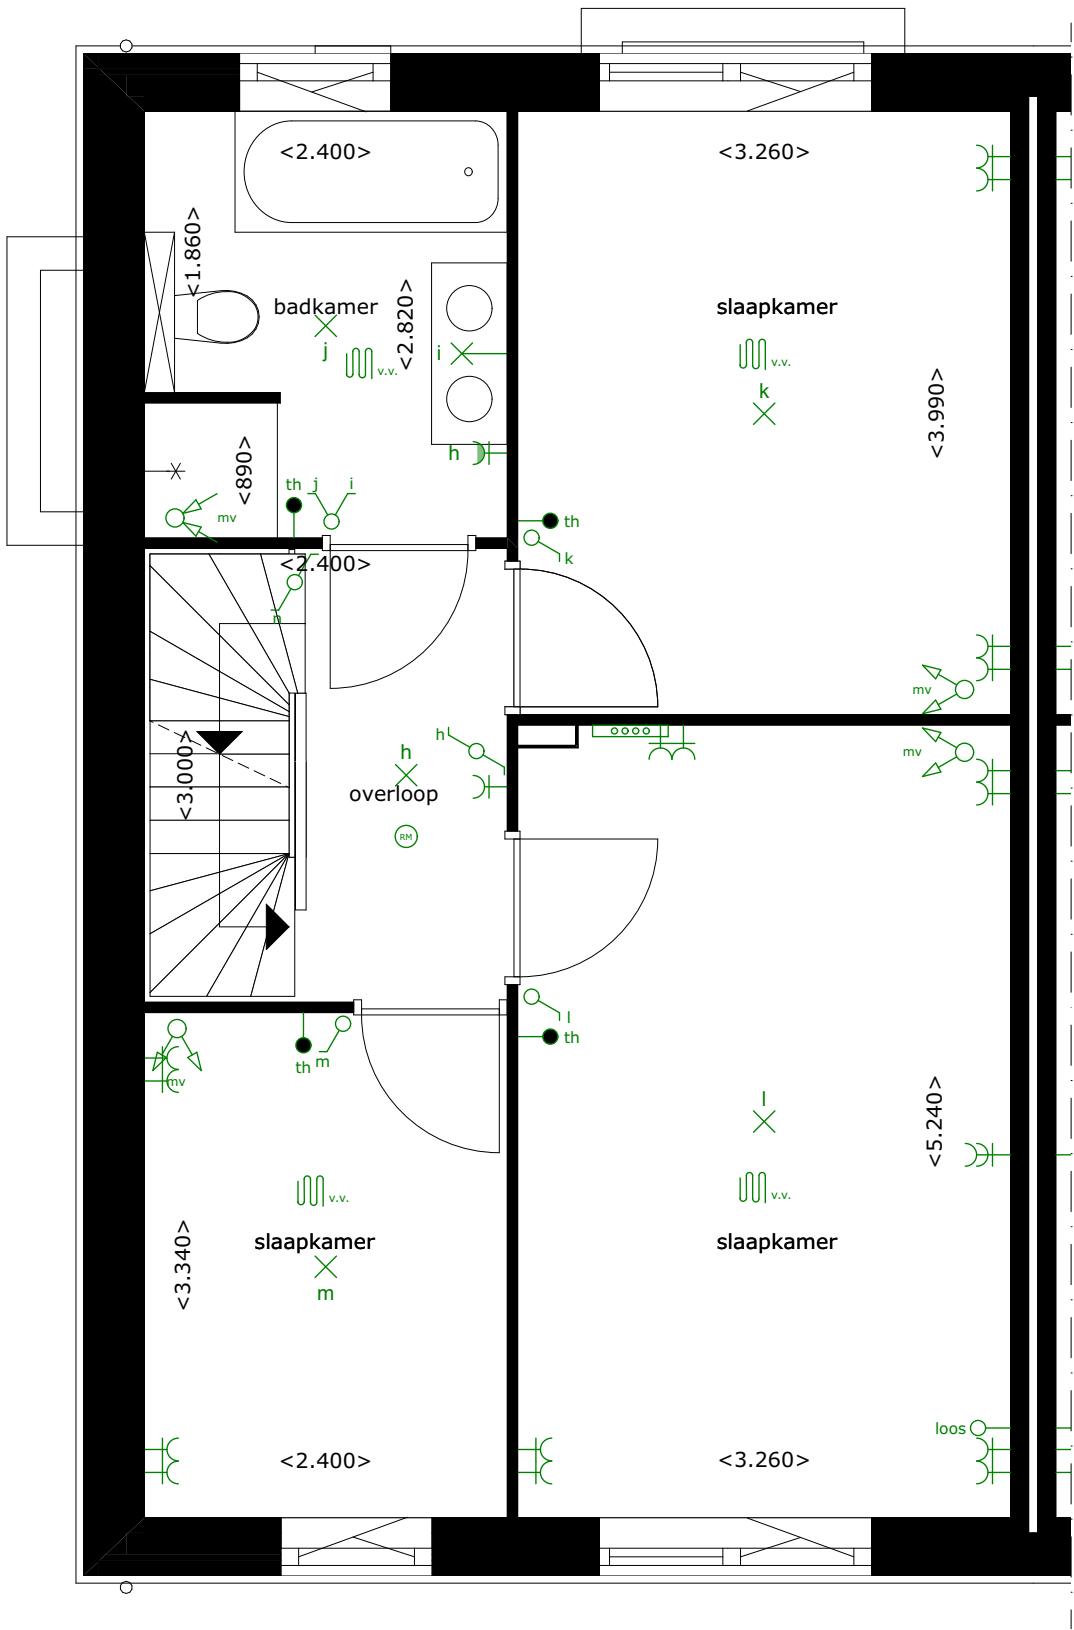 <2.400>
<3.260>
<1.860>
badkamer
<2.820>
slaapkamer
j
v.v.
i
v.v.
k
<3.990>
h
<890>
th
j
i
mv
th
k
<2.400>
n
mv
h
h
mv
<3.000>
overloop
RM
l
th
m
th
mv
l
<5.240>
v.v.
v.v.
slaapkamer
slaapkamer
<3.340>
m
loos
<2.400>
<3.260>